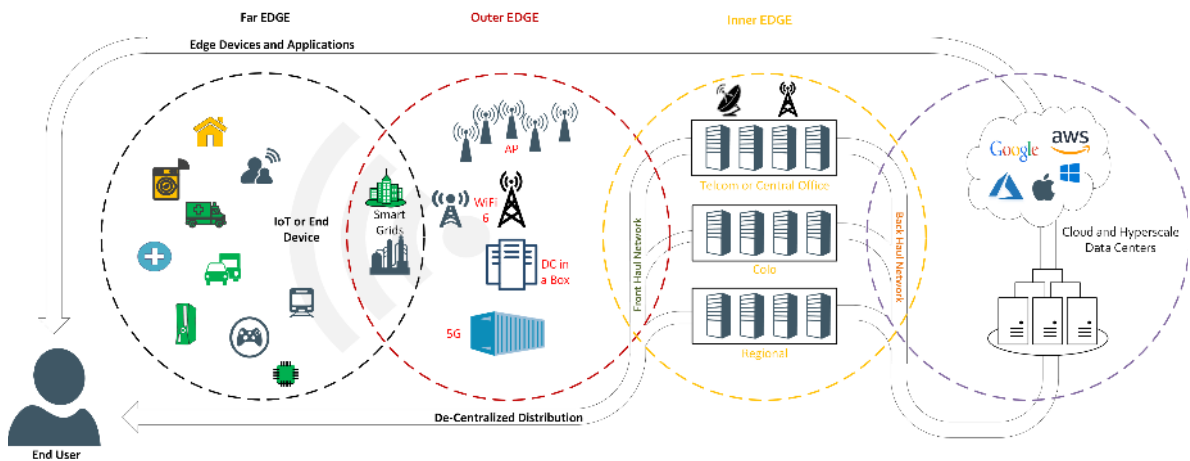 Far EDGE
Outer EDGE
Inner EDGE
Edge Devices and Applications
AP
Telcom or Central Office
Google
aws
IoT or End
Device
Smart
Grids
WiFi
6
DC in
a Box
5G
Front Haul Network
Colo
Regional
Back Haul Network
Cloud and Hyperscale
Data Centers
De-Centralized Distribution
End User